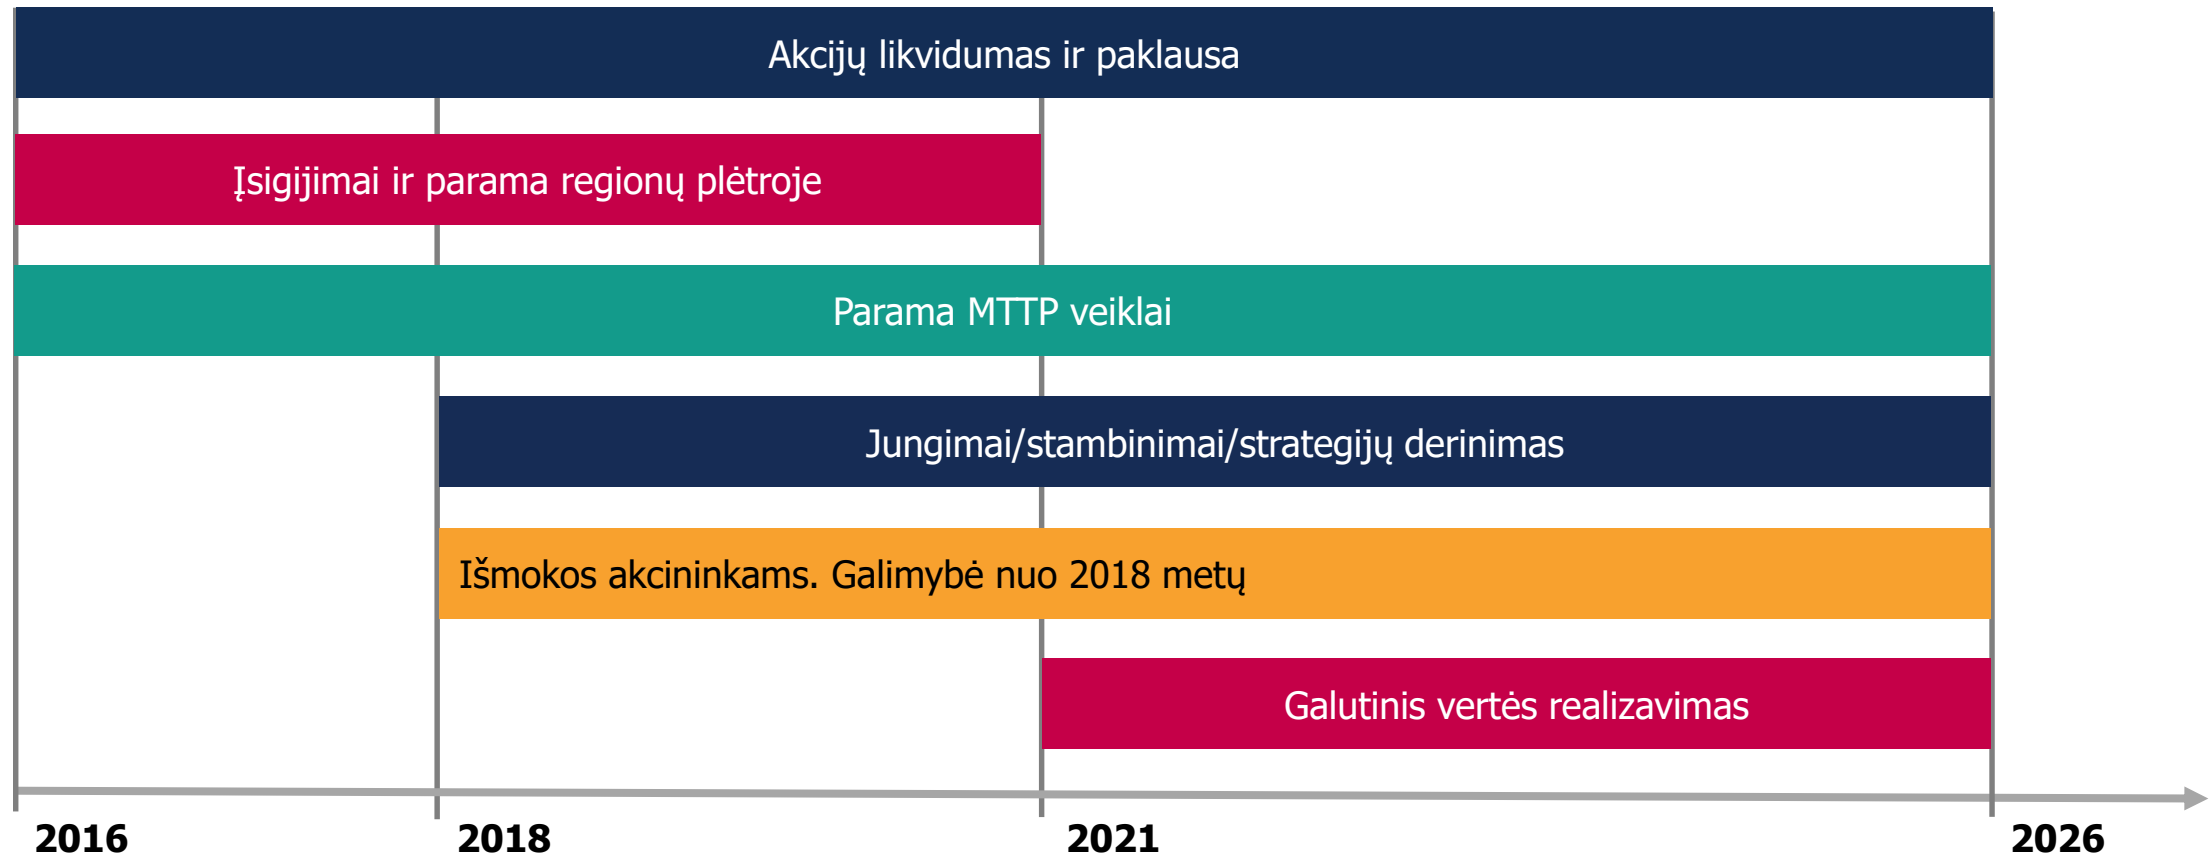 Akcijų likvidumas ir paklausa
Įsigijimai ir parama regionų plėtroje
Parama MTTP veiklai
Jungimai/stambinimai/strategijų derinimas
Išmokos akcininkams. Galimybė nuo 2018 metų
Galutinis vertės realizavimas
2016 2018 2021 2026